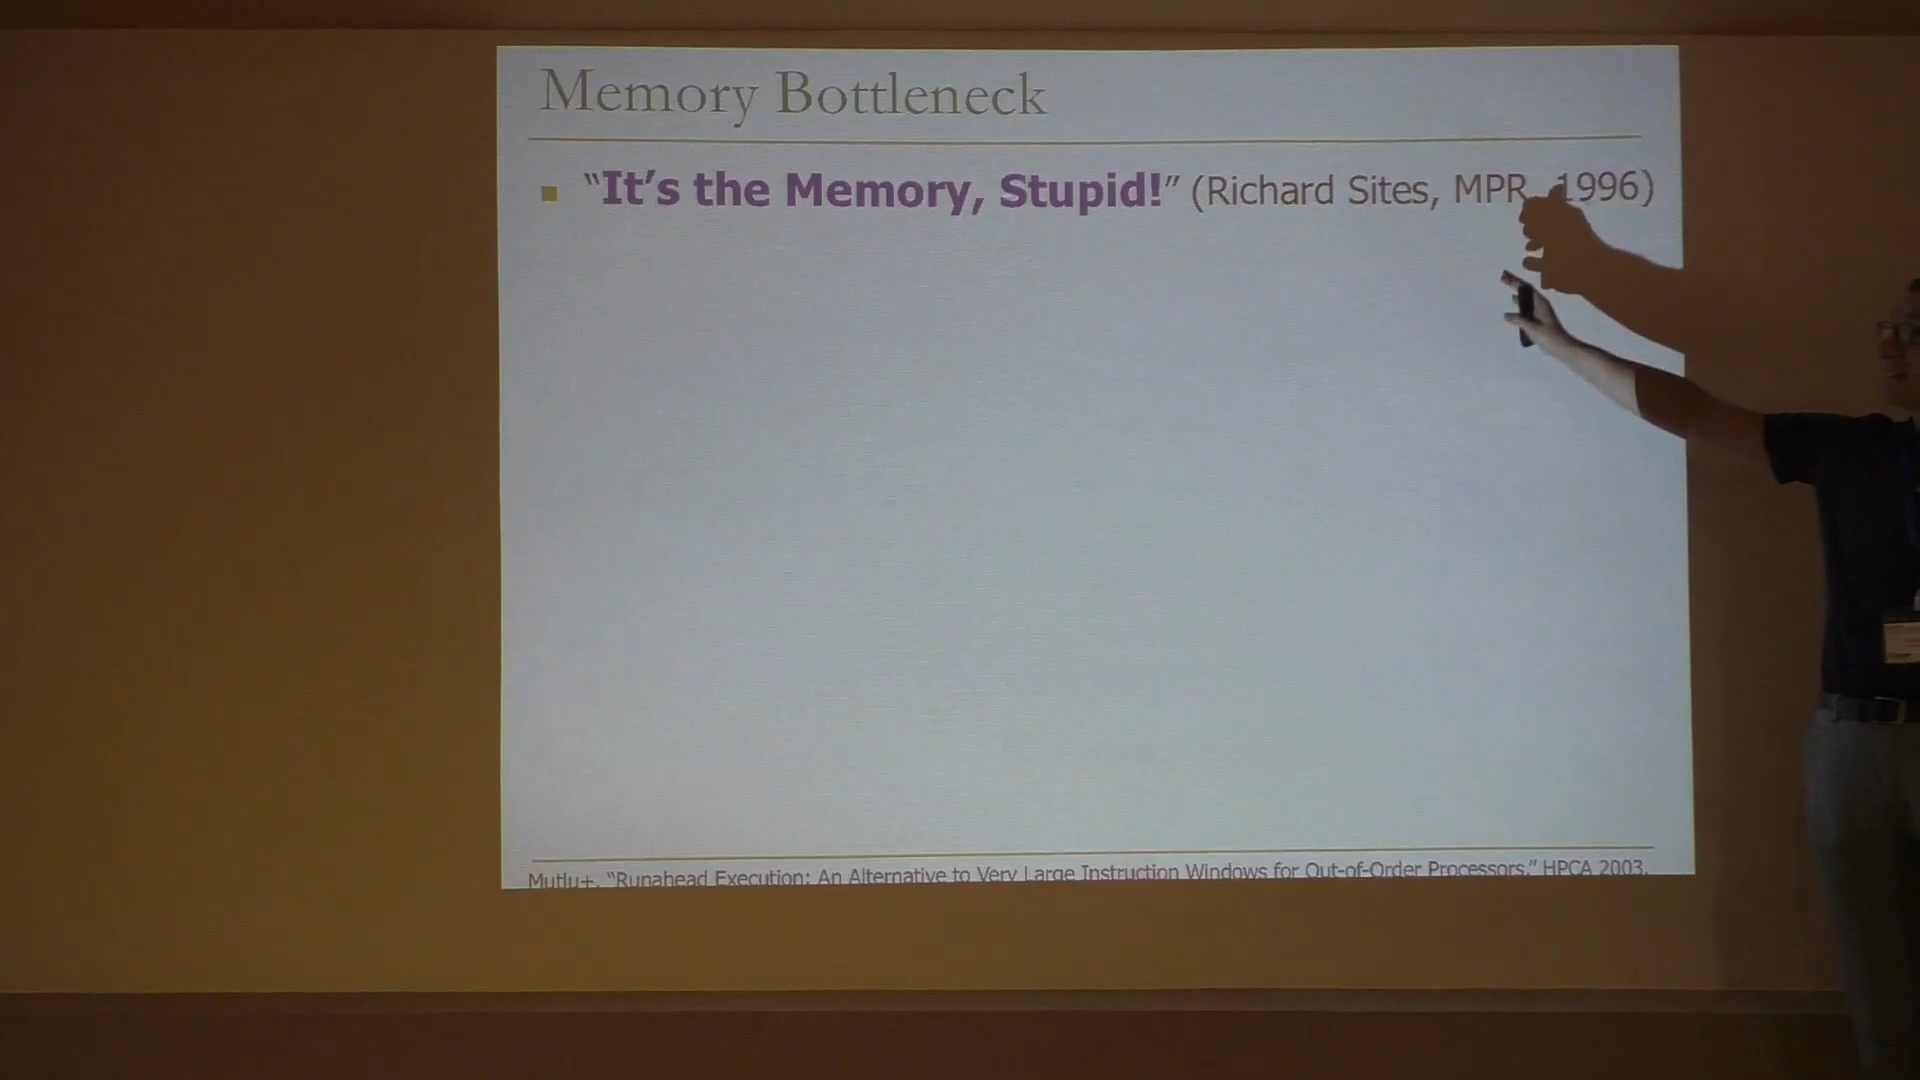 Memory Bottleneck
▪ “It’s the Memory, Stupid!” (Richard Sites, MPR, 1996)
Mutlu+, “Runahead Execution: An Alternative to Very Large Instruction Windows for Out-of-Order Processors,” HPCA 2003.